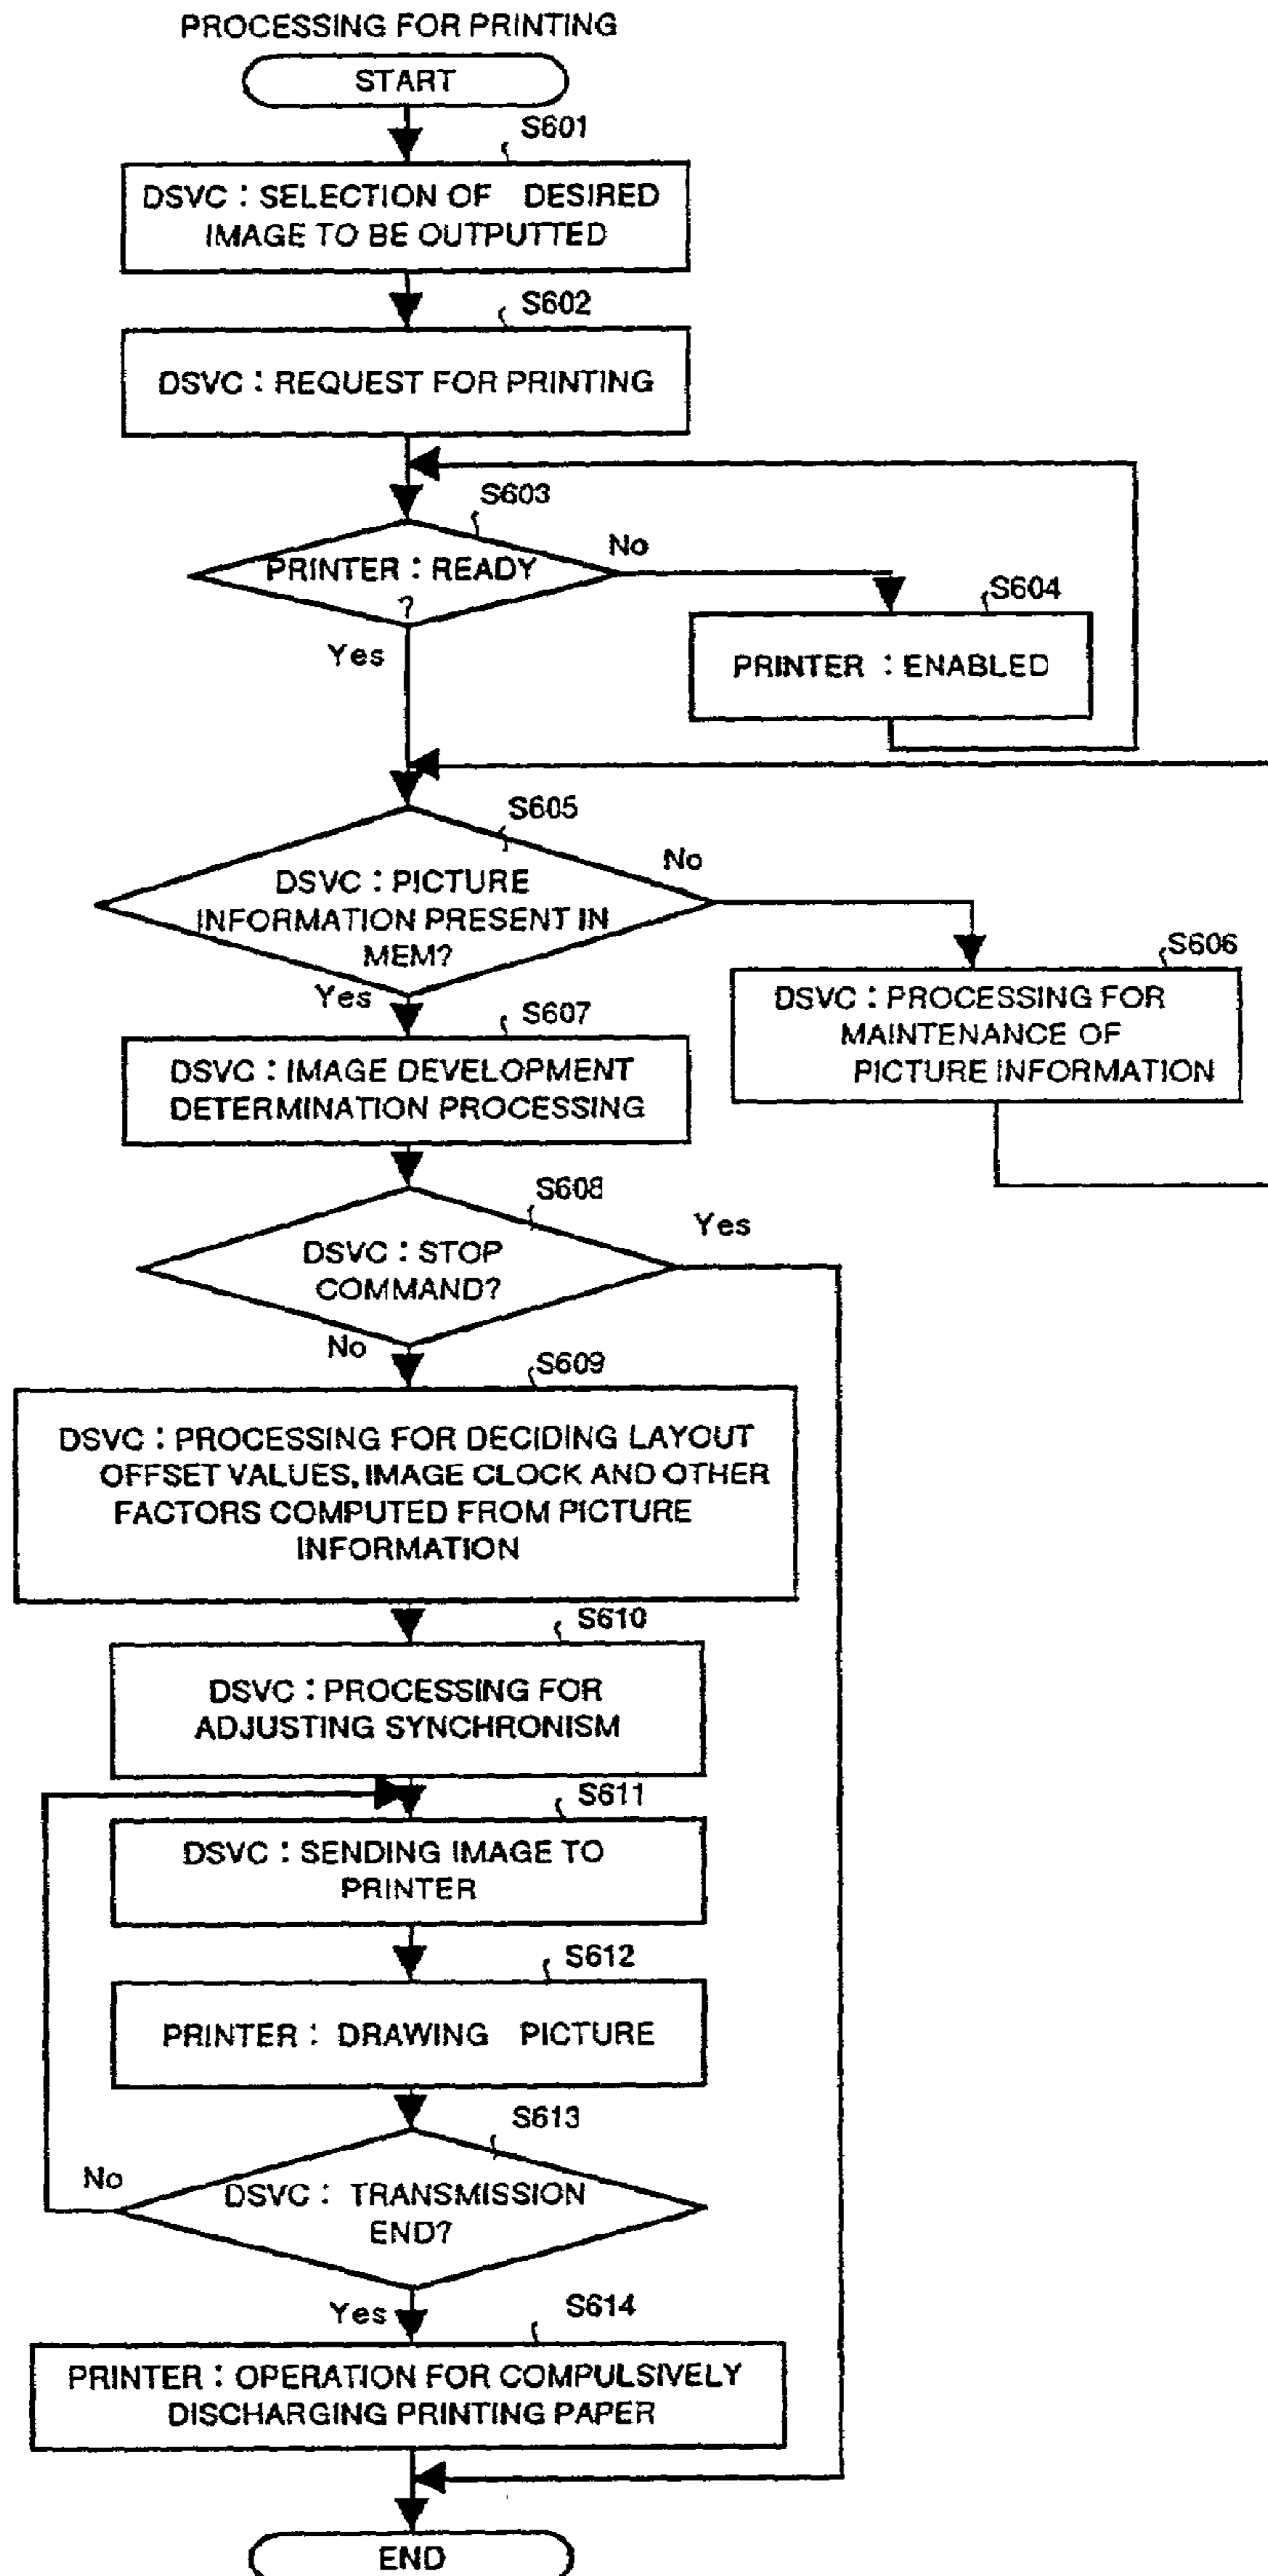 PROCESSING FOR PRINTING
START
S601
DSVC : SELECTION OF DESIRED
IMAGE TO BE OUTPUTTED
S602
DSVC : REQUEST FOR PRINTING
S603
PRINTER : READY
?
No
Yes
S604
PRINTER : ENABLED
S605
DSVC : PICTURE
INFORMATION PRESENT IN
MEM?
No
Yes
S606
DSVC : PROCESSING FOR
MAINTENANCE OF
PICTURE INFORMATION
S607
DSVC : IMAGE DEVELOPMENT
DETERMINATION PROCESSING
S608
DSVC : STOP
COMMAND?
Yes
No
S609
DSVC : PROCESSING FOR DECIDING LAYOUT
OFFSET VALUES, IMAGE CLOCK AND OTHER
FACTORS COMPUTED FROM PICTURE
INFORMATION
S610
DSVC : PROCESSING FOR
ADJUSTING SYNCHRONISM
S611
DSVC : SENDING IMAGE TO
PRINTER
S612
PRINTER : DRAWING PICTURE
S613
DSVC : TRANSMISSION
END?
No
Yes
S614
PRINTER : OPERATION FOR COMPULSIVELY
DISCHARGING PRINTING PAPER
END